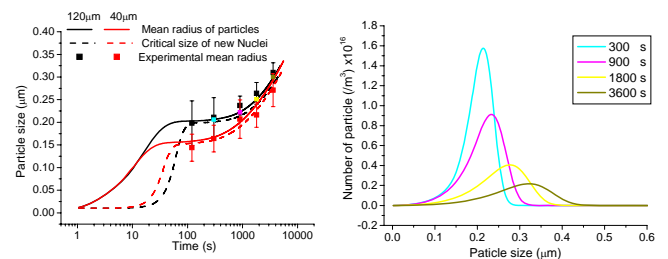 120μm 40μm
Mean radius of particles
Critical size of new Nuclei
Experimental mean radius
Particle size (μm)
0.40
0.35
0.30
0.25
0.20
0.15
0.10
0.05
0.00
1 10 100 1000 10000
Time (s)
Number of particle (/m³) x10¹⁶
1.8
1.6
1.4
1.2
1.0
0.8
0.6
0.4
0.2
0.0
-0.2
0.0 0.1 0.2 0.3 0.4 0.5 0.6
Paticle size (μm)
300 s
900 s
1800 s
3600 s